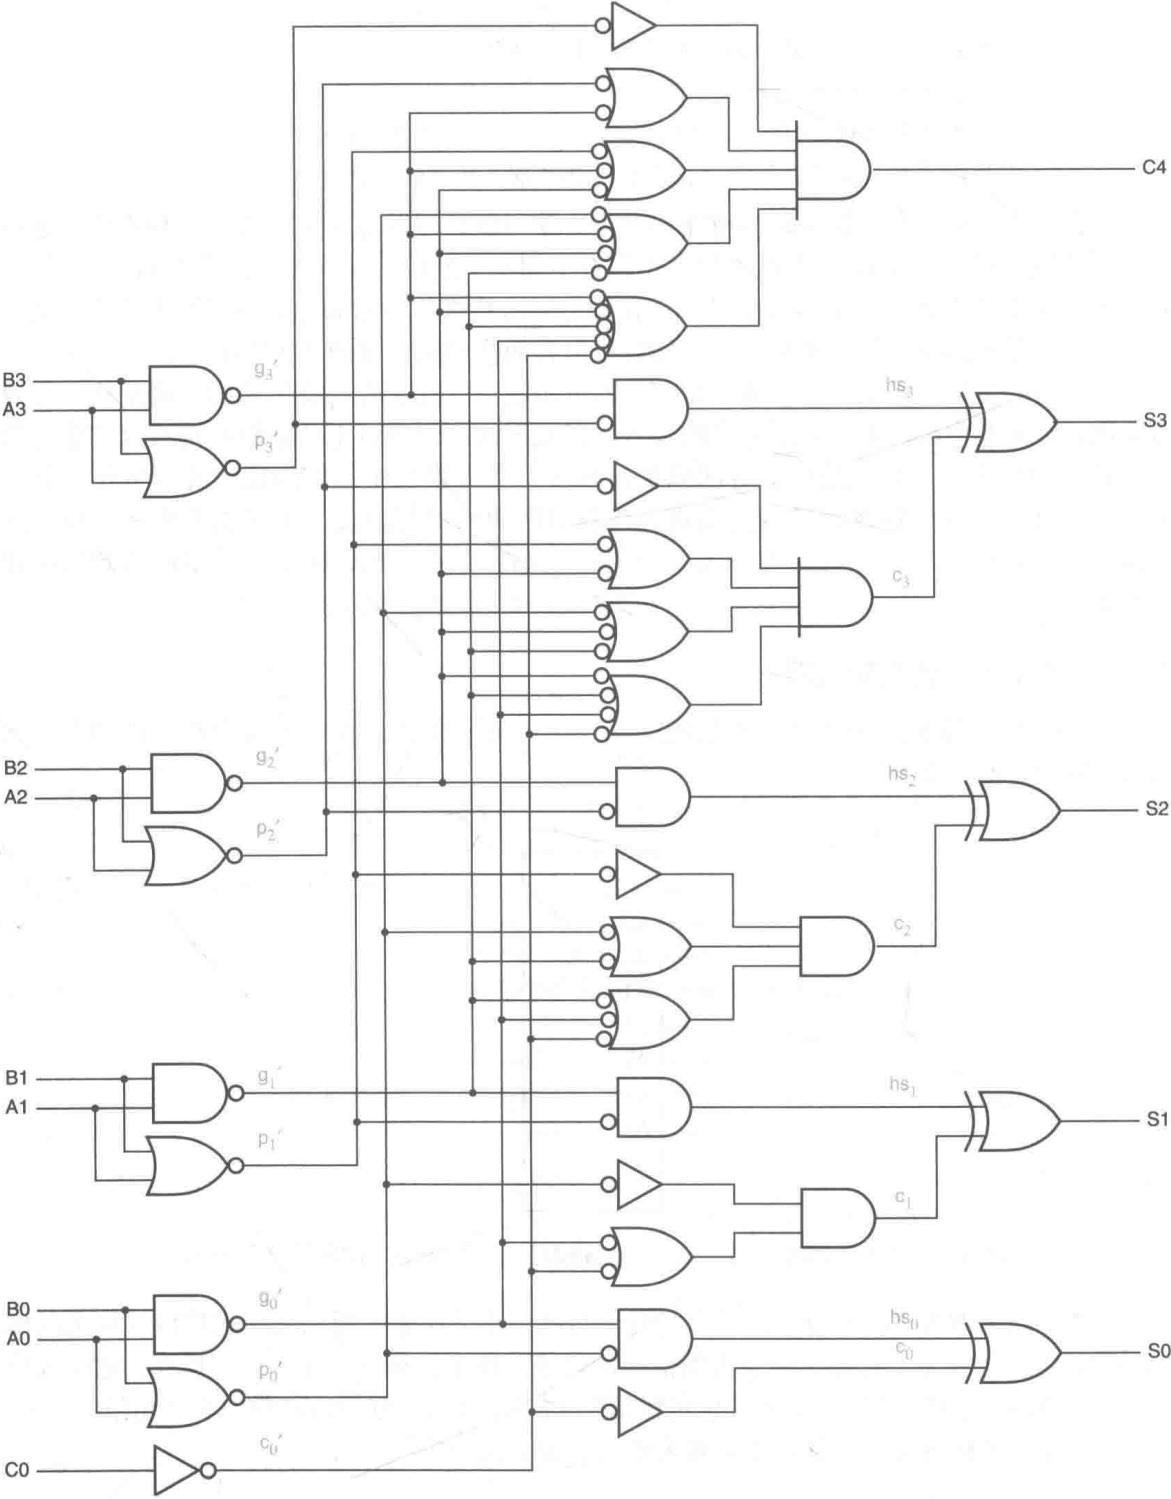 C4
g3′
B3
A3
hs3
S3
p3′
c3
g2′
B2
A2
hs2
S2
p2′
c2
g1′
B1
A1
hs1
S1
p1′
c1
g0′
B0
A0
hs0
c0
S0
p0′
c0′
C0